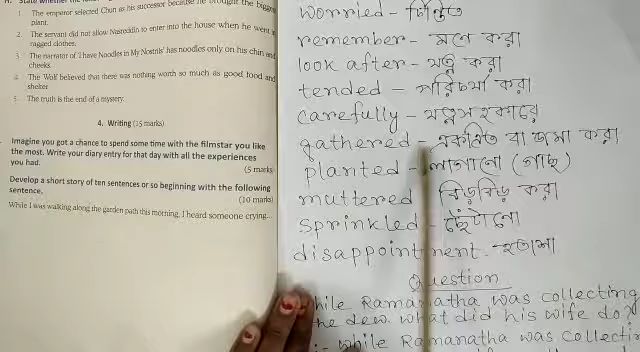 H. State whether the
1. The emperor selected Chun as his successor because he brought the biggest
plant.
2. The servant did not allow Nasreddin to enter into the house when he went in
ragged clothes.
3. The narrator of 'I have Noodles in My Nostrils' has noodles only on his chin and
cheeks.
4. The Wolf believed that there was nothing worth so much as good food and
shelter
5. The truth is the end of a mystery.
4. Writing (15 marks)
Imagine you got a chance to spend some time with the filmstar you like
the most. Write your diary entry for that day with all the experiences
you had. (5 marks
Develop a short story of ten sentences or so beginning with the following
sentence. (10 marks)
While I was walking along the garden path this morning, I heard someone crying...
worried - চিন্তিত
remember - মনে করা
look after - যত্ন করা
tended - পরিচর্যা করা
carefully - যত্নসহকারে
gathered - একত্রিত বা জমা করা
planted - লাগানো (গাছ)
muttered বিড়বিড় করা
sprinkled - ছেটানো
disappointment - হতাশা
Question
hile Ramanatha was collecting
he dew. what did his wife do?
:- while Ramanatha was collecti